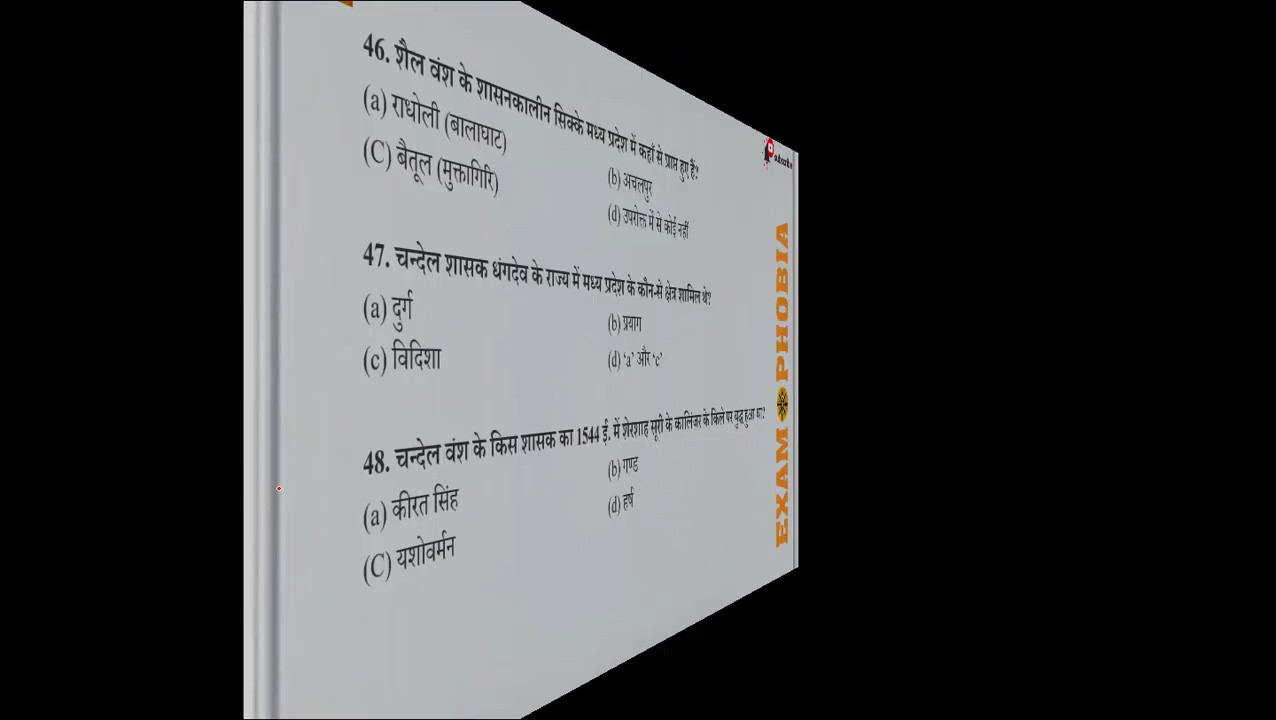 46. शैल वंश के शासनकालीन सिक्के मध्य प्रदेश में कहाँ से प्राप्त हुए हैं?
(a) राधोली (बालाघाट)
(b) अचलपुर
(C) बैतूल (मुक्तागिरि)
(d) उपरोक्त में से कोई नहीं
47. चन्देल शासक धंगदेव के राज्य में मध्य प्रदेश के कौन-से क्षेत्र शामिल थे?
(a) दुर्ग
(b) प्रयाग
(c) विदिशा
(d) ‘a’ और ‘c’
48. चन्देल वंश के किस शासक का 1544 ई. में शेरशाह सूरी के कालिंजर के किले पर युद्ध हुआ था?
(a) कीरत सिंह
(b) गण्ड
(C) यशोवर्मन
(d) हर्ष
subscribe
EXAM PHOBIA